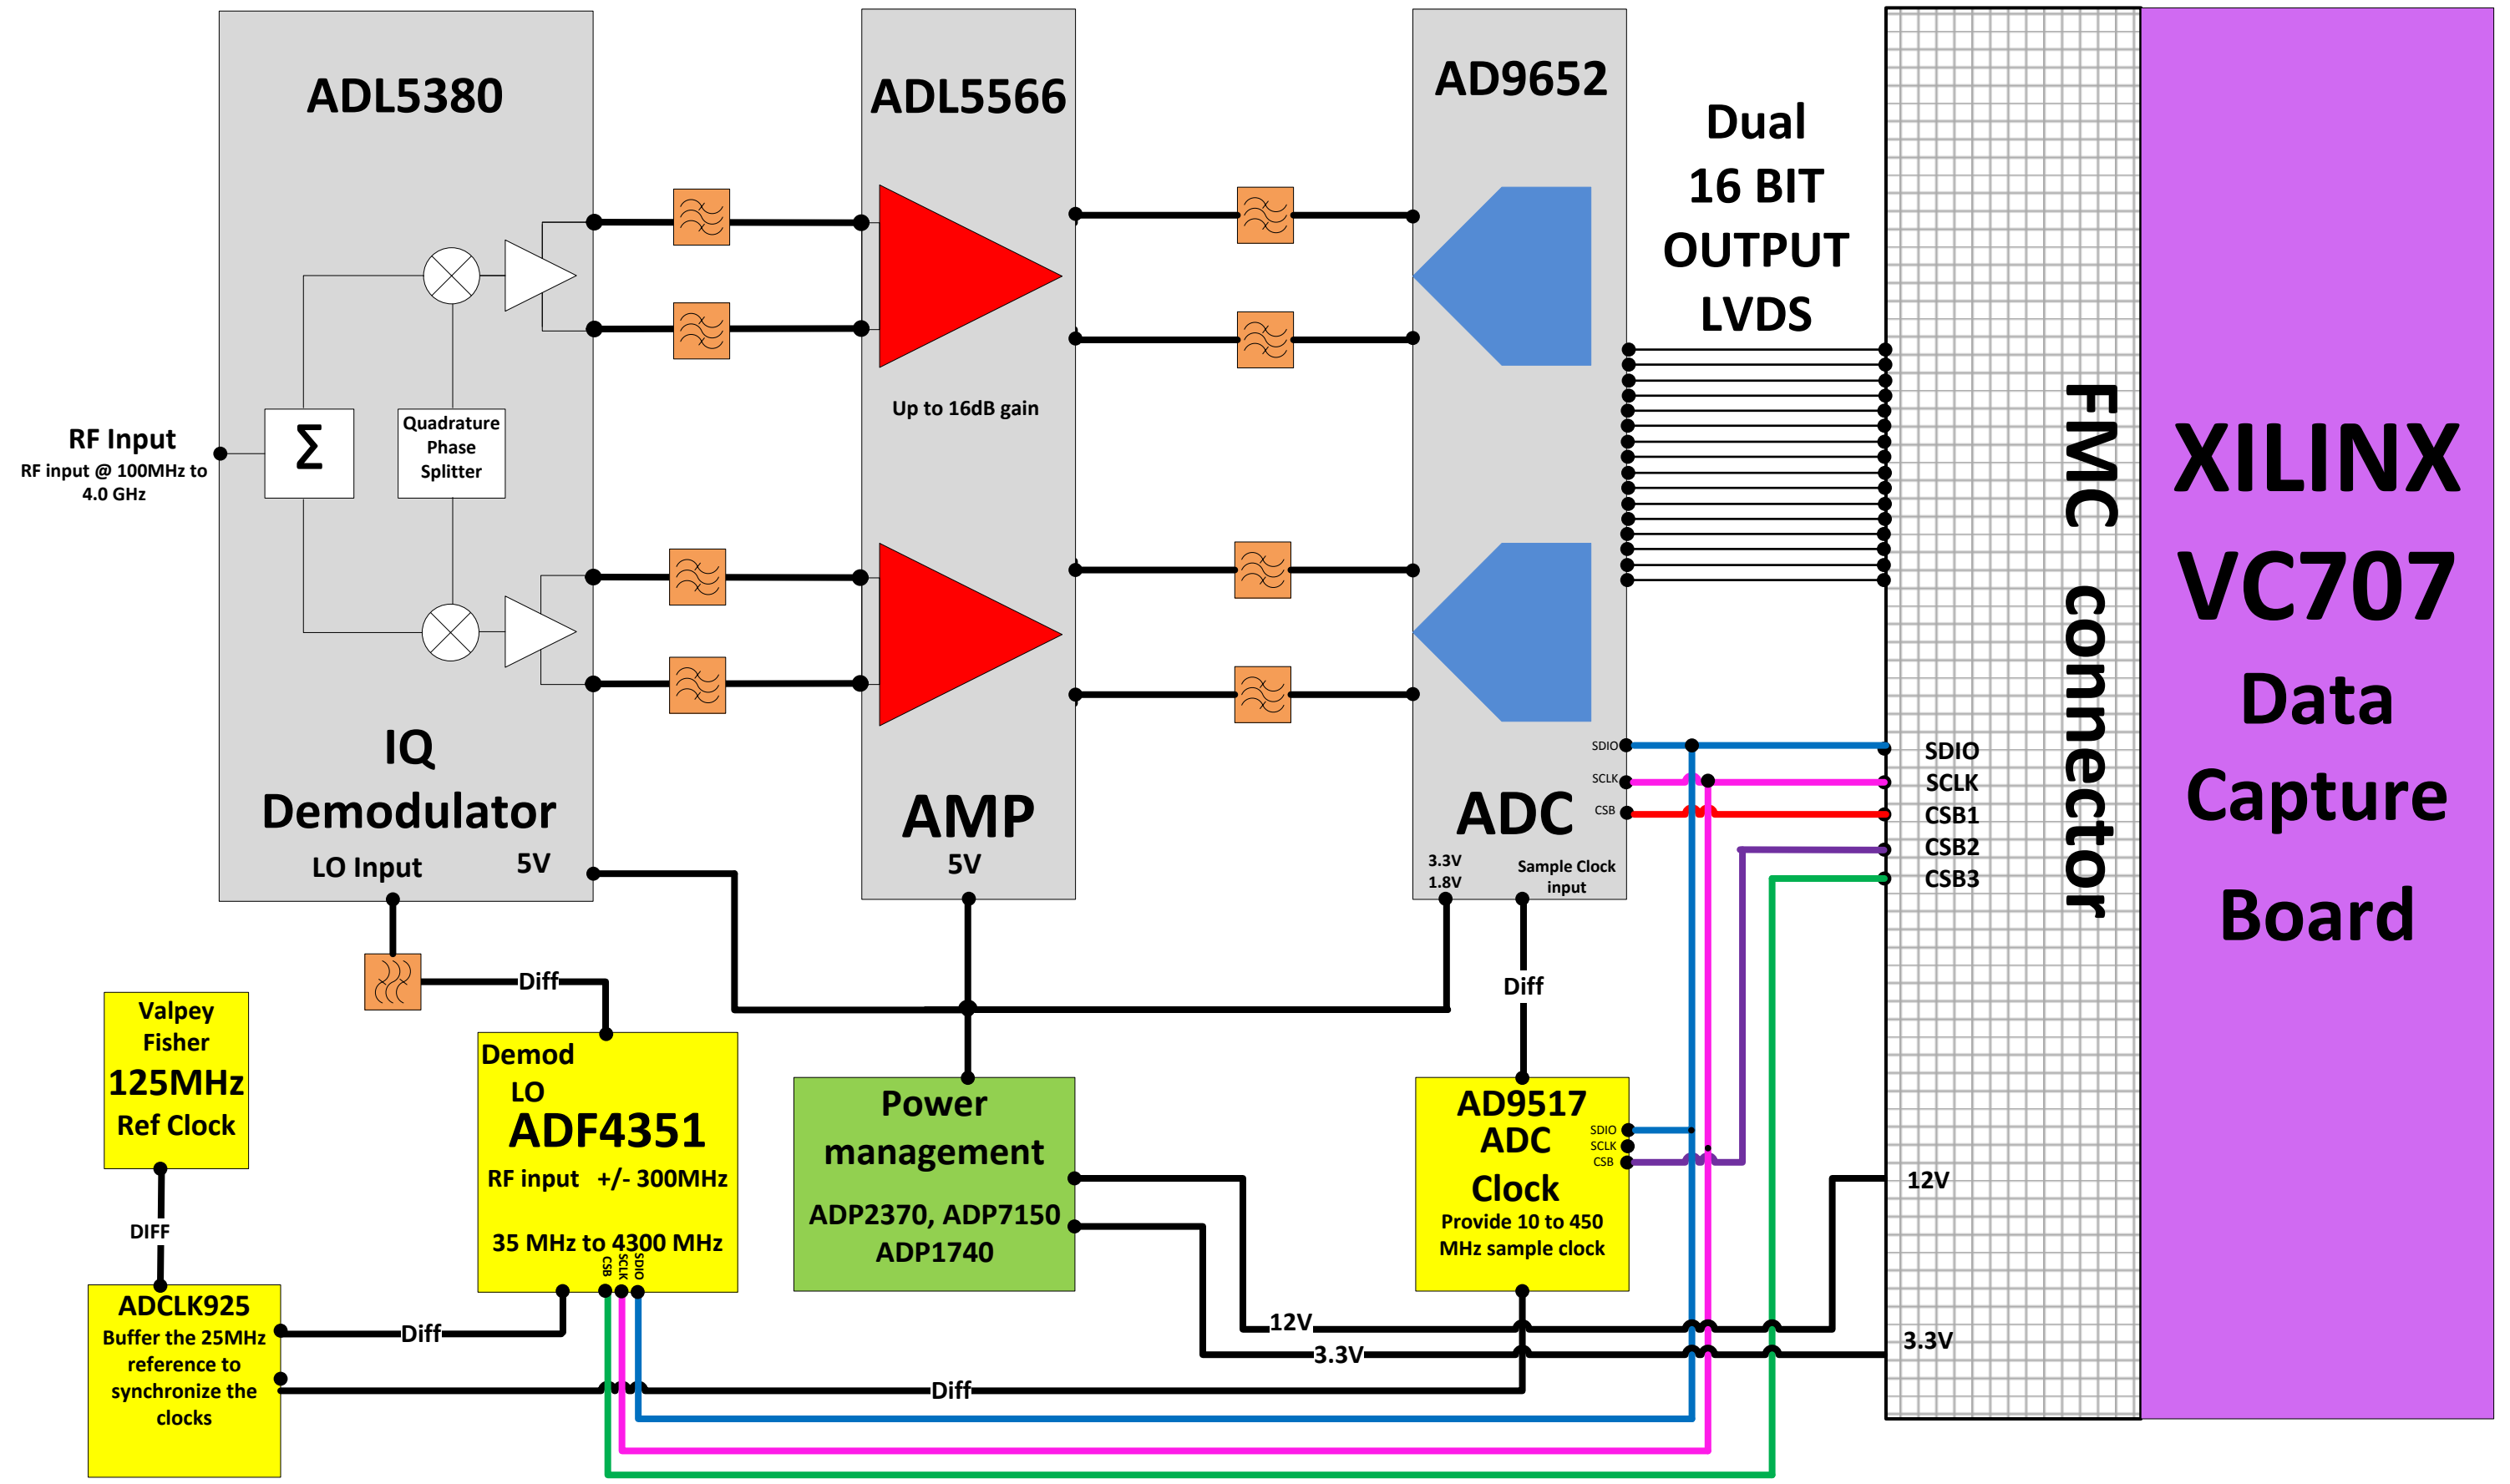 ADL5380
RF Input
RF input @ 100MHz to
4.0 GHz
Σ
Quadrature
Phase
Splitter
IQ
Demodulator
LO Input
5V
ADL5566
Up to 16dB gain
AMP
5V
AD9652
SDIO
SCLK
CSB
ADC
3.3V
1.8V
Sample Clock
input
Dual
16 BIT
OUTPUT
LVDS
FMC connector
SDIO
SCLK
CSB1
CSB2
CSB3
12V
3.3V
XILINX
VC707
Data
Capture
Board
Diff
Diff
Valpey
Fisher
125MHz
Ref Clock
DIFF
ADCLK925
Buffer the 25MHz
reference to
synchronize the
clocks
Demod
LO
ADF4351
RF input +/- 300MHz
35 MHz to 4300 MHz
CSB
SCLK
SDIO
Diff
Power
management
ADP2370, ADP7150
ADP1740
AD9517
ADC
Clock
SDIO
SCLK
CSB
Provide 10 to 450
MHz sample clock
12V
3.3V
Diff